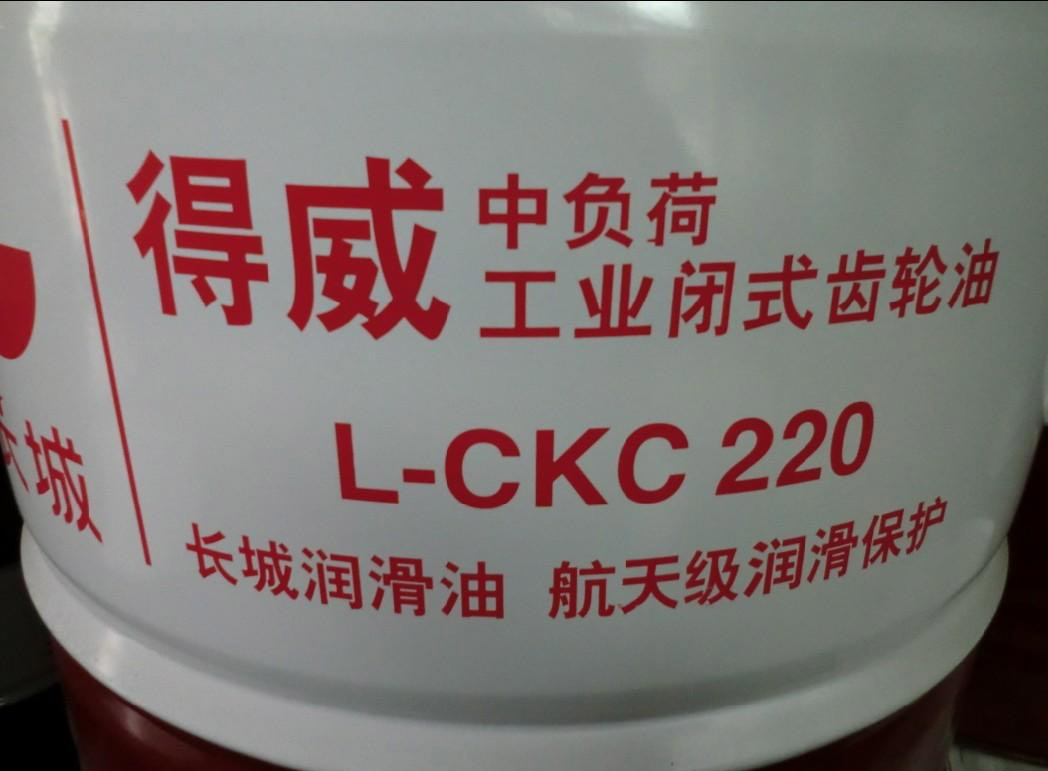 得威
中负荷
工业闭式齿轮油
长城
L-CKC 220
长城润滑油 航天级润滑保护